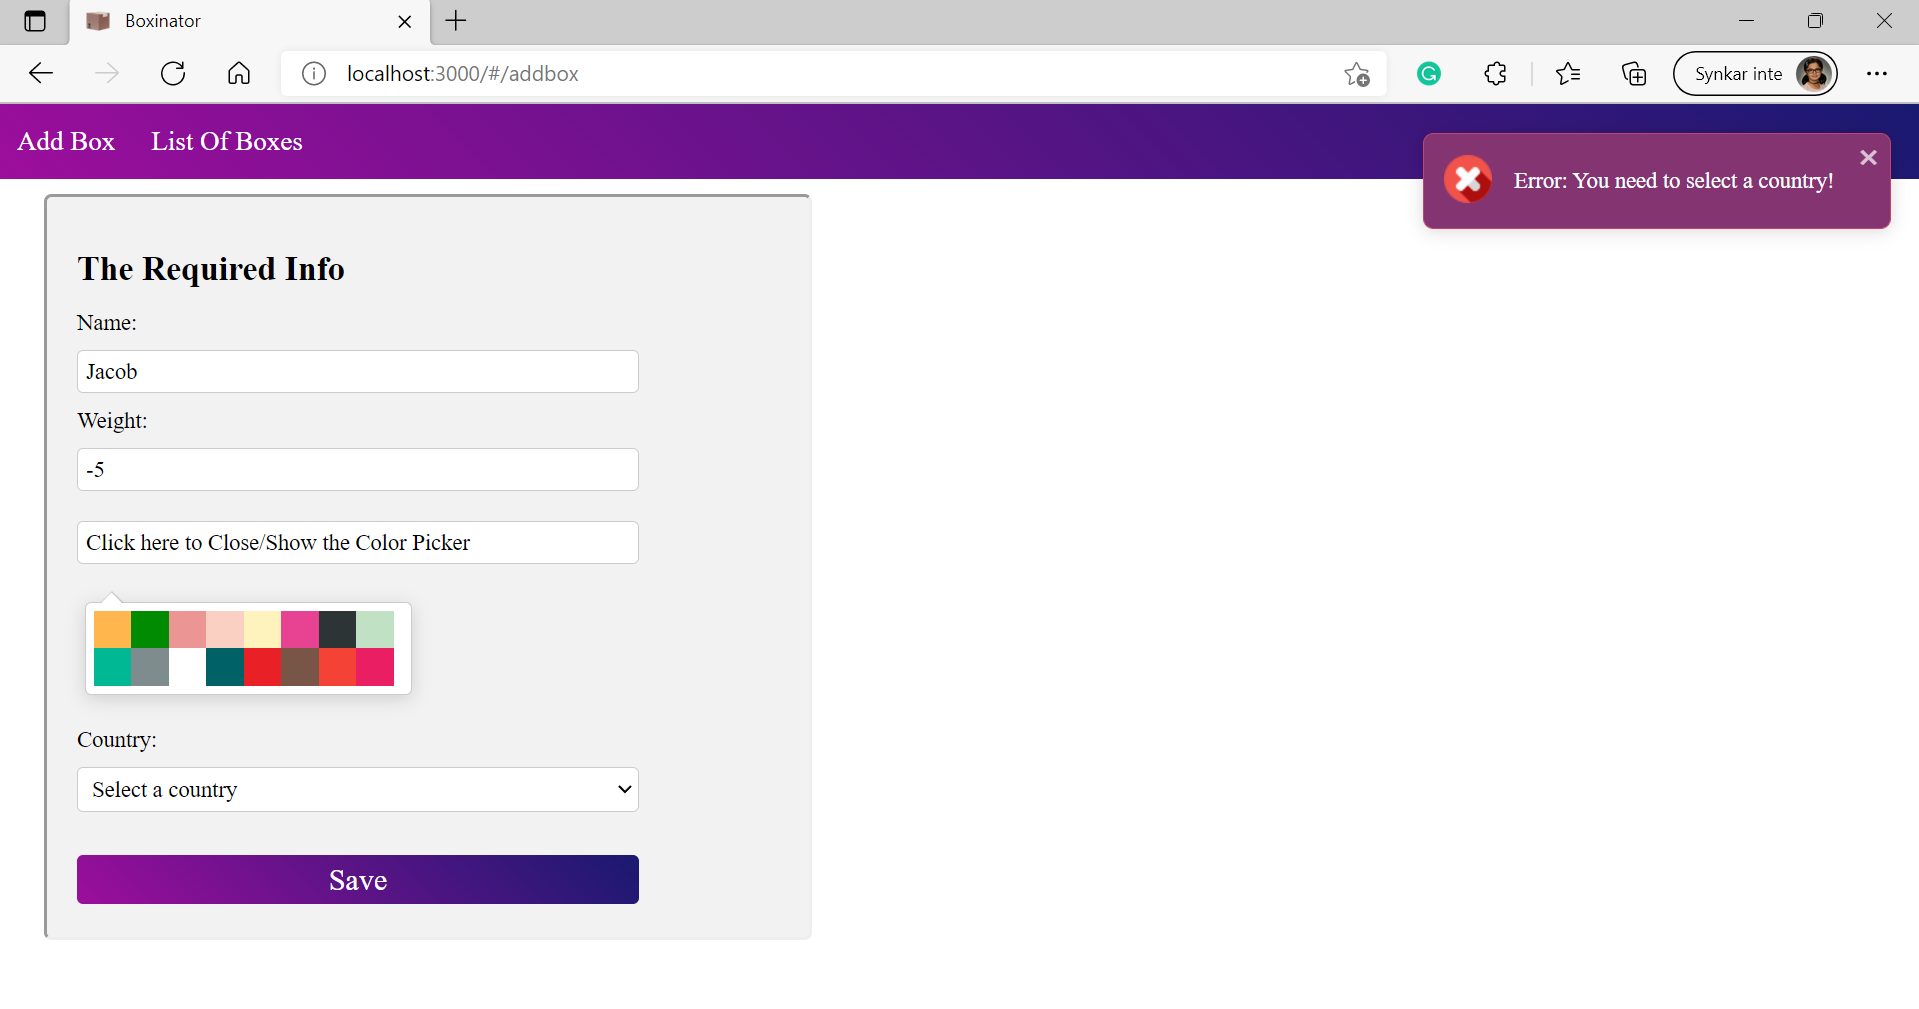 Boxinator
localhost:3000/#/addbox
Synkar inte
Add Box List Of Boxes
Error: You need to select a country!
The Required Info
Name:
Jacob
Weight:
-5
Click here to Close/Show the Color Picker
Country:
Select a country
Save